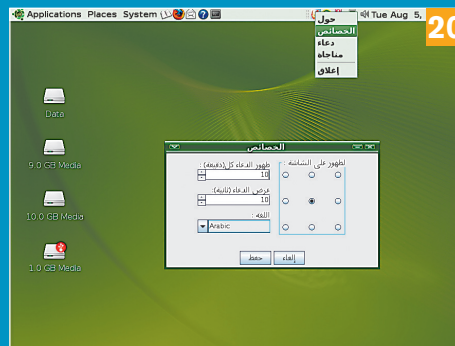 Applications Places System
Tue Aug 5,
20
حول
الخصائص
دعاء
مناجاة
إغلاق
Data
9.0 GB Media
10.0 GB Media
1.0 GB Media
الخصائص
لظهور على الشاشة :
ظهور الدعاء كل(دقيقة) :
10
عرض الدعاء (ثانية):
10
اللغة :
Arabic
إلغاء
حفظ